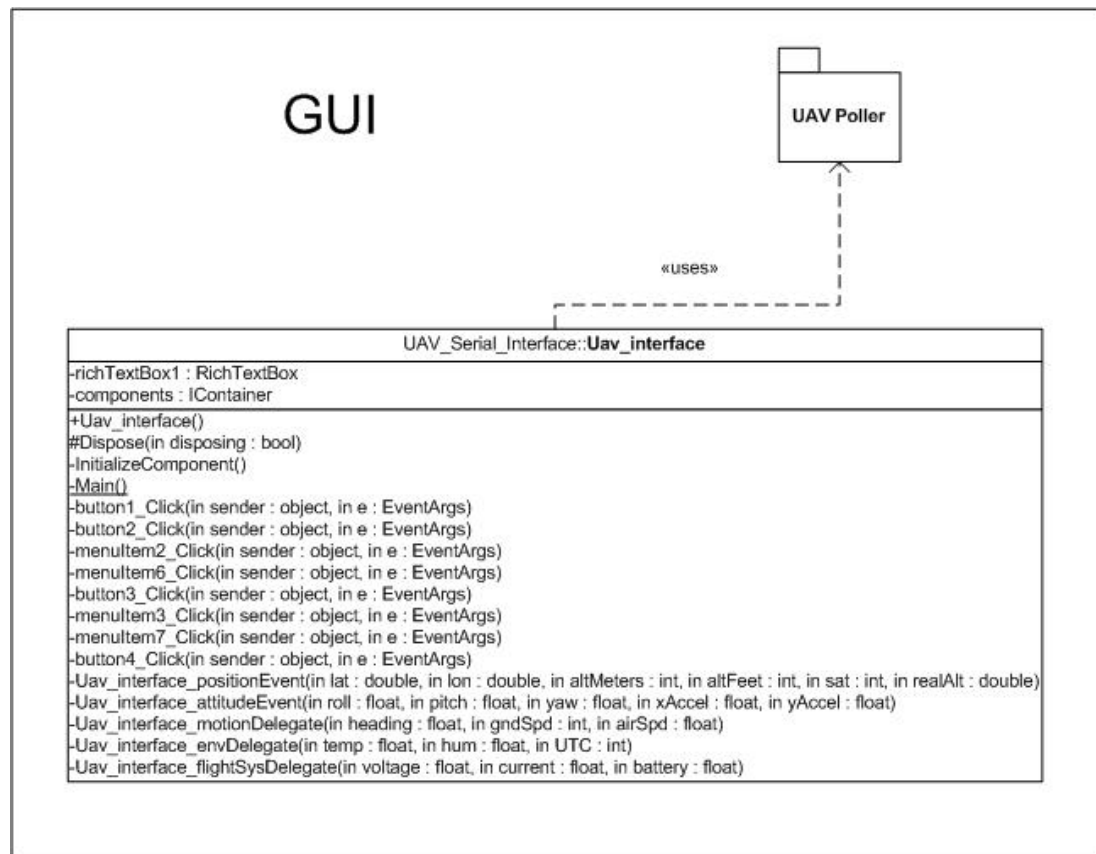 GUI
UAV Poller
«uses»
UAV_Serial_Interface::Uav_interface
-richTextBox1 : RichTextBox
-components : IContainer
+Uav_interface()
#Dispose(in disposing : bool)
-InitializeComponent()
-Main()
-button1_Click(in sender : object, in e : EventArgs)
-button2_Click(in sender : object, in e : EventArgs)
-menuItem2_Click(in sender : object, in e : EventArgs)
-menuItem6_Click(in sender : object, in e : EventArgs)
-button3_Click(in sender : object, in e : EventArgs)
-menuItem3_Click(in sender : object, in e : EventArgs)
-menuItem7_Click(in sender : object, in e : EventArgs)
-button4_Click(in sender : object, in e : EventArgs)
-Uav_interface_positionEvent(in lat : double, in lon : double, in altMeters : int, in altFeet : int, in sat : int, in realAlt : double)
-Uav_interface_attitudeEvent(in roll : float, in pitch : float, in yaw : float, in xAccel : float, in yAccel : float)
-Uav_interface_motionDelegate(in heading : float, in gndSpd : int, in airSpd : float)
-Uav_interface_envDelegate(in temp : float, in hum : float, in UTC : int)
-Uav_interface_flightSysDelegate(in voltage : float, in current : float, in battery : float)